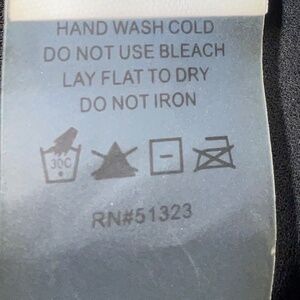 HAND WASH COLD
DO NOT USE BLEACH
LAY FLAT TO DRY
DO NOT IRON
30C
RN#51323